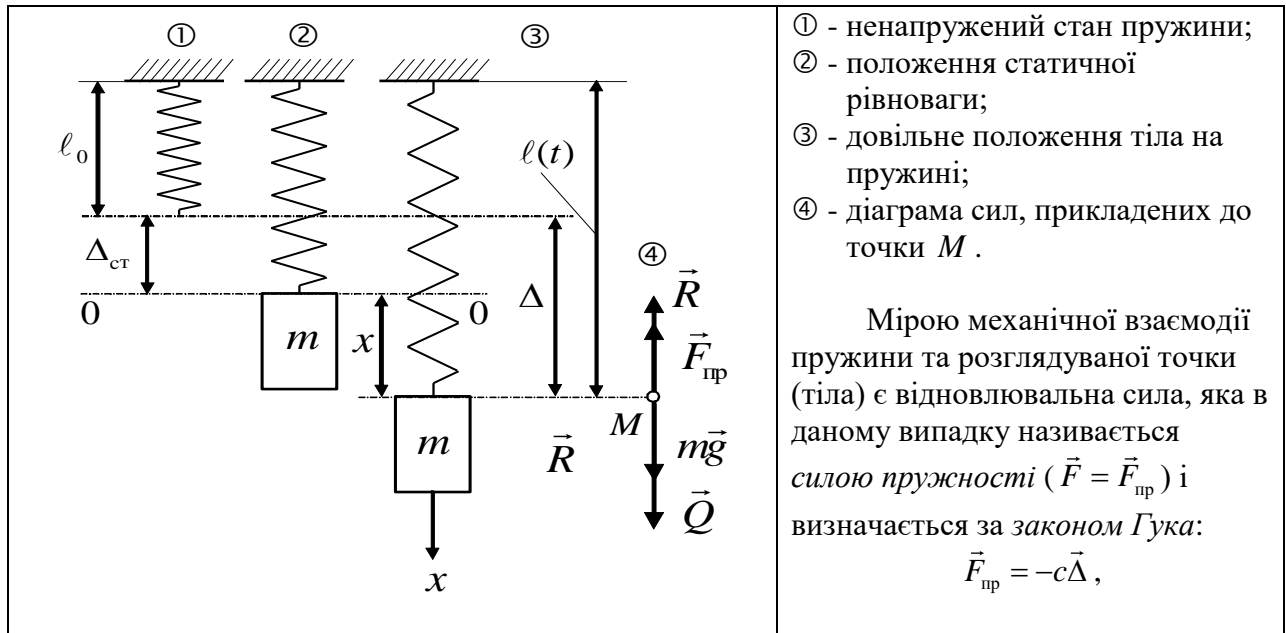 ① ② ③
ℓ₀
ℓ(t)
Δст
Δ
④
0
0
m
x
R⃗
F⃗пр
M
m
R⃗
mg⃗
Q⃗
x
① - ненапружений стан пружини;
② - положення статичної
рівноваги;
③ - довільне положення тіла на
пружині;
④ - діаграма сил, прикладених до
точки M .
Мірою механічної взаємодії
пружини та розглядуваної точки
(тіла) є відновлювальна сила, яка в
даному випадку називається
силою пружності ( F⃗ = F⃗пр ) і
визначається за законом Гука:
F⃗пр = −cΔ⃗ ,